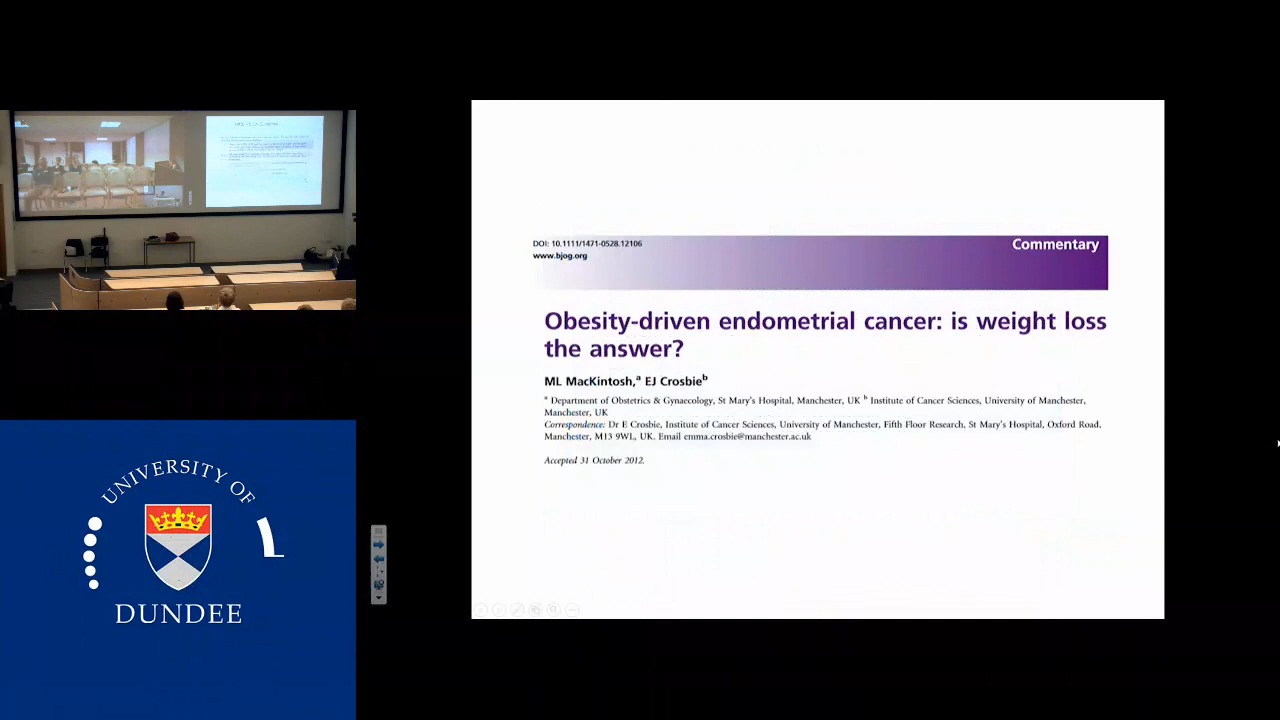 DOI: 10.1111/1471-0528.12106
www.bjog.org
Commentary
Obesity-driven endometrial cancer: is weight loss
the answer?
ML MacKintosh,a EJ Crosbieb
a Department of Obstetrics & Gynaecology, St Mary's Hospital, Manchester, UK b Institute of Cancer Sciences, University of Manchester,
Manchester, UK
Correspondence: Dr E Crosbie, Institute of Cancer Sciences, University of Manchester, Fifth Floor Research, St Mary's Hospital, Oxford Road,
Manchester, M13 9WL, UK. Email emma.crosbie@manchester.ac.uk
Accepted 31 October 2012.
UNIVERSITY OF
DUNDEE